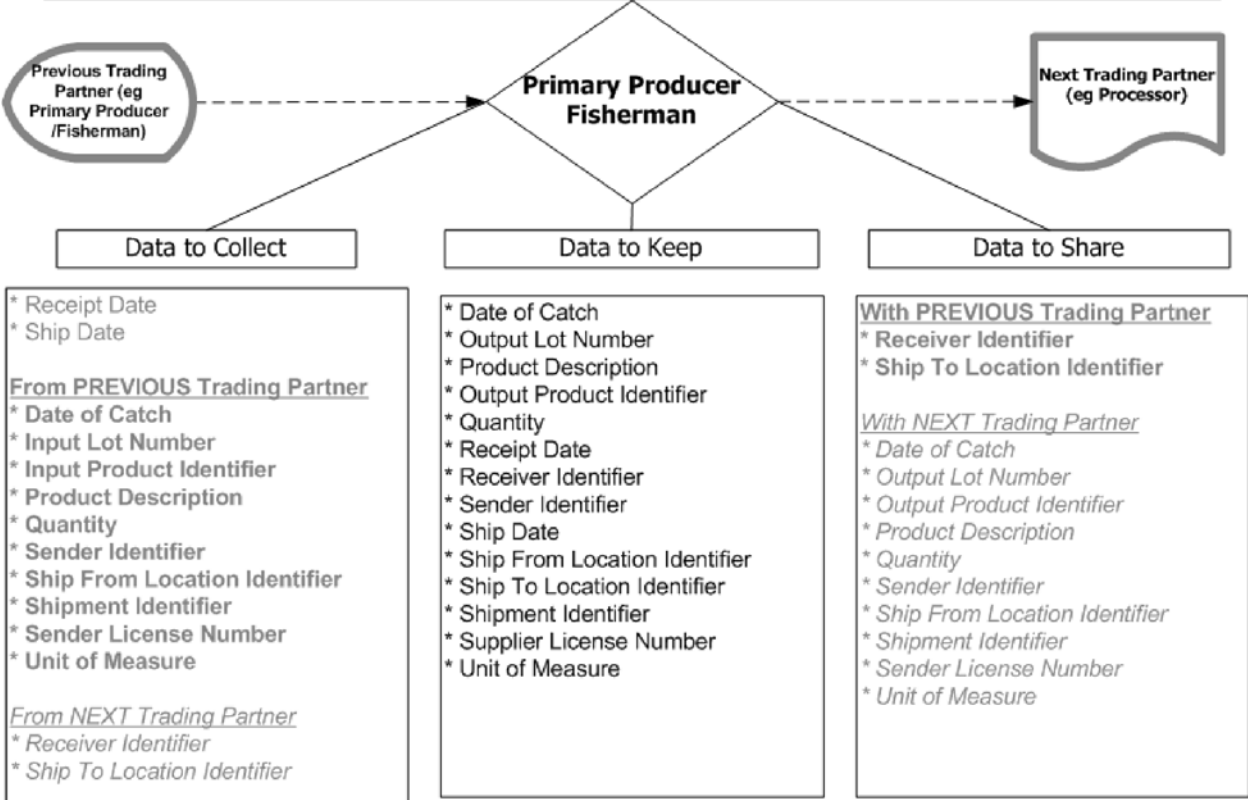 Previous Trading
Partner (eg
Primary Producer
/Fisherman)
Primary Producer
Fisherman
Next Trading Partner
(eg Processor)
Data to Collect
* Receipt Date
* Ship Date
From PREVIOUS Trading Partner
* Date of Catch
* Input Lot Number
* Input Product Identifier
* Product Description
* Quantity
* Sender Identifier
* Ship From Location Identifier
* Shipment Identifier
* Sender License Number
* Unit of Measure
From NEXT Trading Partner
* Receiver Identifier
* Ship To Location Identifier
Data to Keep
* Date of Catch
* Output Lot Number
* Product Description
* Output Product Identifier
* Quantity
* Receipt Date
* Receiver Identifier
* Sender Identifier
* Ship Date
* Ship From Location Identifier
* Ship To Location Identifier
* Shipment Identifier
* Supplier License Number
* Unit of Measure
Data to Share
With PREVIOUS Trading Partner
* Receiver Identifier
* Ship To Location Identifier
With NEXT Trading Partner
* Date of Catch
* Output Lot Number
* Output Product Identifier
* Product Description
* Quantity
* Sender Identifier
* Ship From Location Identifier
* Shipment Identifier
* Sender License Number
* Unit of Measure